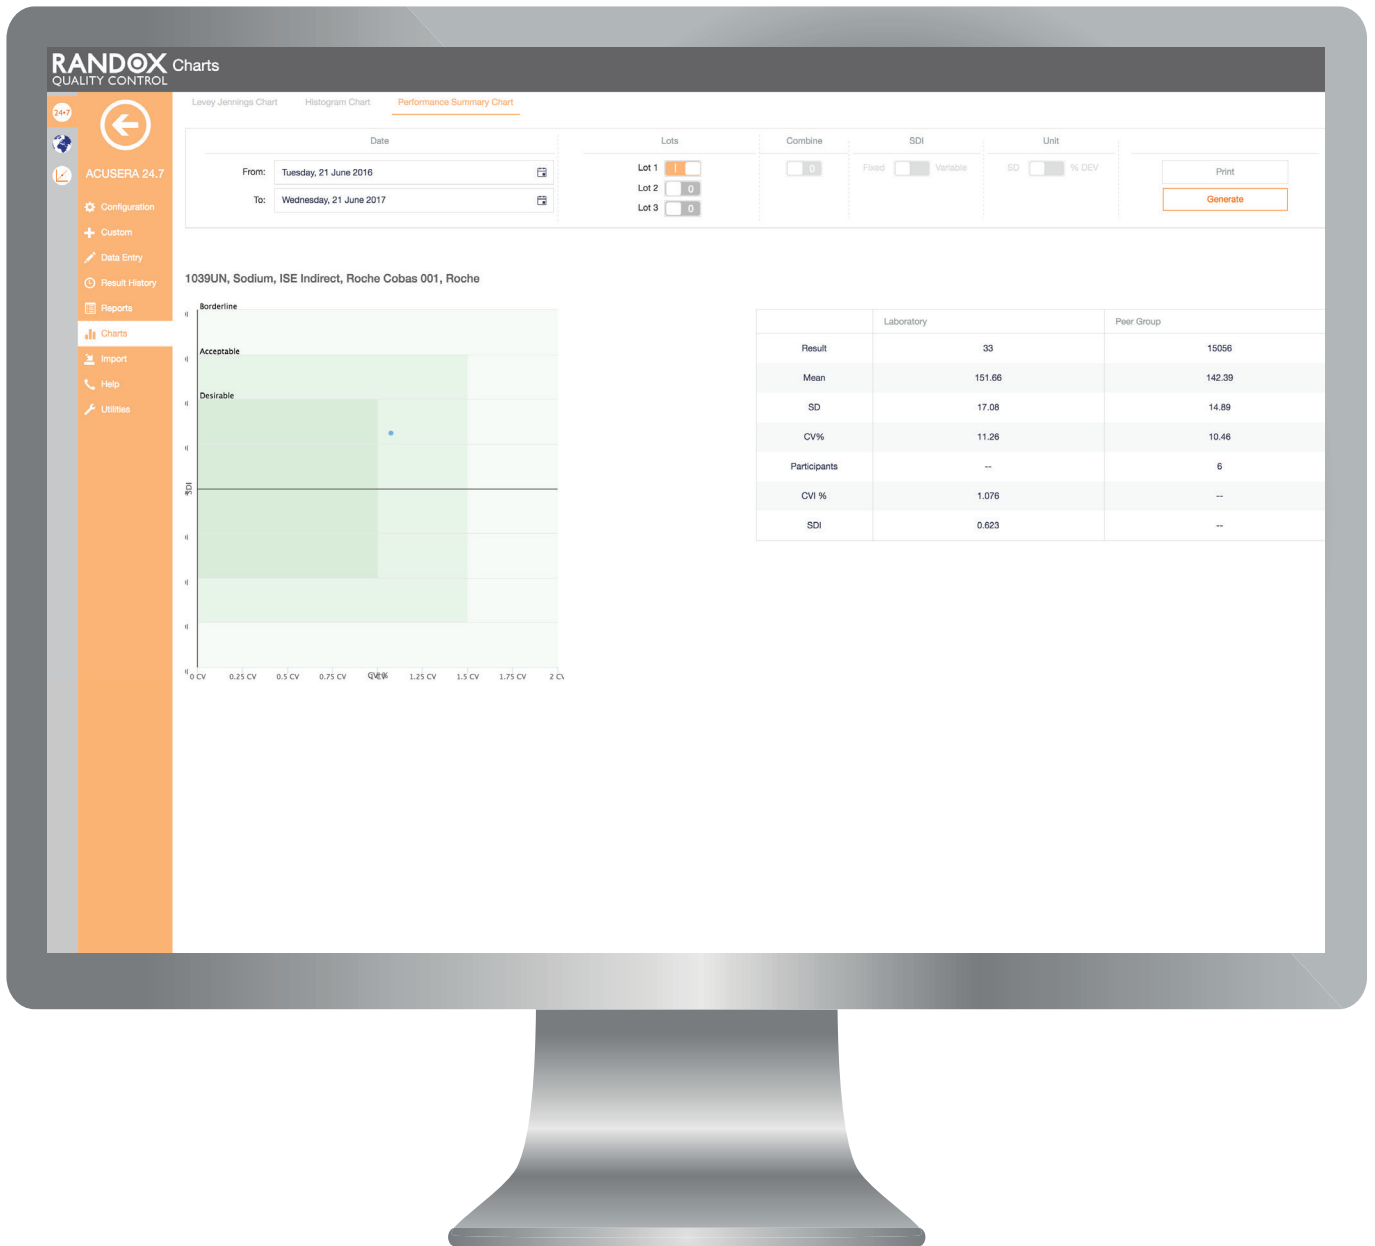 RANDOX
QUALITY CONTROL
Charts
24•7
ACUSERA 24.7
Configuration
Custom
Data Entry
Result History
Reports
Charts
Import
Help
Utilities
Levey Jennings Chart Histogram Chart Performance Summary Chart
Date Lots Combine SDI Unit
From: Tuesday, 21 June 2016
To: Wednesday, 21 June 2017
Lot 1 I
Lot 2 0
Lot 3 0
0
Fixed Variable
SD % DEV
Print
Generate
1039UN, Sodium, ISE Indirect, Roche Cobas 001, Roche
Borderline
Acceptable
Desirable
SDI
0 CV 0.25 CV 0.5 CV 0.75 CV 1 CV 1.25 CV 1.5 CV 1.75 CV 2 CV
CVI%
Laboratory Peer Group
Result 33 15056
Mean 151.66 142.39
SD 17.08 14.89
CV% 11.26 10.46
Participants -- 6
CVI % 1.076 --
SDI 0.623 --